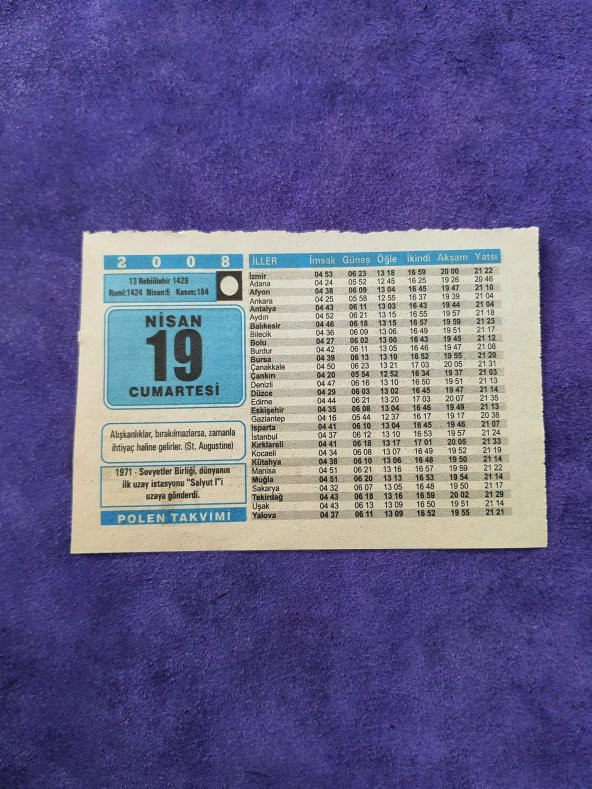 2 0 0 8
13 Rebiülahir 1429
Rumi:1424 Nisan:6 Kasım:164
NİSAN
19
CUMARTESİ
Alışkanlıklar, bırakılmazlarsa, zamanla
ihtiyaç haline gelirler. (St. Augustine)
1971 - Sovyetler Birliği, dünyanın
ilk uzay istasyonu "Salyut I"i
uzaya gönderdi.
POLEN TAKVİMİ
İLLER İmsak Güneş Öğle İkindi Akşam Yatsı
İzmir 04 53 06 23 13 18 16 59 20 00 21 22
Adana 04 24 05 52 12 45 16 25 19 26 20 46
Afyon 04 38 06 09 13 04 16 45 19 47 21 10
Ankara 04 25 05 58 12 55 16 37 19 39 21 04
Antalya 04 43 06 11 13 03 16 43 19 44 21 04
Aydın 04 52 06 21 13 15 16 55 19 57 21 18
Balıkesir 04 46 06 18 13 15 16 57 19 59 21 23
Bilecik 04 36 06 09 13 06 16 49 19 51 21 17
Bolu 04 27 06 02 13 00 16 43 19 45 21 12
Burdur 04 42 06 11 13 05 16 46 19 47 21 08
Bursa 04 39 06 13 13 10 16 52 19 55 21 20
Çanakkale 04 50 06 23 13 21 17 03 20 05 21 31
Çankırı 04 20 05 54 12 52 16 34 19 37 21 03
Denizli 04 47 06 16 13 10 16 50 19 51 21 13
Düzce 04 29 06 03 13 02 16 45 19 47 21 14
Edirne 04 44 06 21 13 20 17 03 20 07 21 35
Eskişehir 04 35 06 08 13 04 16 46 19 49 21 13
Gaziantep 04 16 05 44 12 37 16 17 19 17 20 38
Isparta 04 41 06 10 13 04 16 45 19 46 21 07
İstanbul 04 37 06 12 13 10 16 53 19 57 21 24
Kırklareli 04 41 06 18 13 17 17 01 20 05 21 33
Kocaeli 04 34 06 08 13 07 16 49 19 52 21 19
Kütahya 04 38 06 10 13 06 16 48 19 50 21 14
Manisa 04 51 06 21 13 16 16 57 19 59 21 22
Muğla 04 51 06 20 13 13 16 53 19 54 21 14
Sakarya 04 32 06 07 13 05 16 48 19 50 21 17
Tekirdağ 04 43 06 18 13 16 16 59 20 02 21 29
Uşak 04 43 06 13 13 09 16 50 19 51 21 14
Yalova 04 37 06 11 13 09 16 52 19 55 21 21